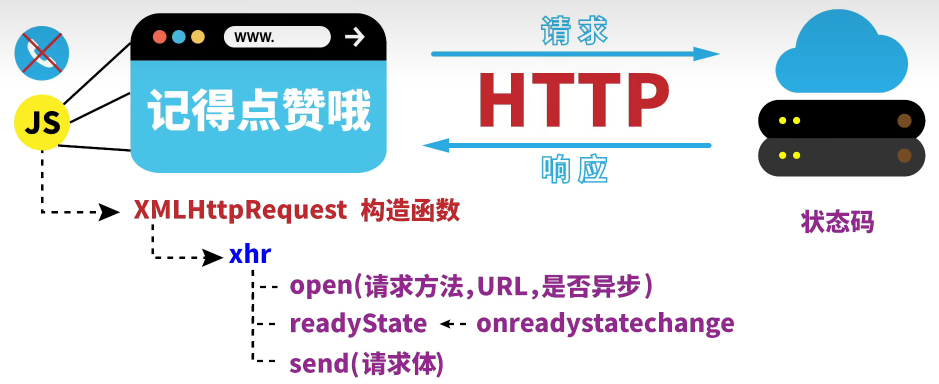 www.
请求
JS
记得点赞哦
HTTP
响应
XMLHttpRequest 构造函数
状态码
xhr
open(请求方法,URL,是否异步)
readyState onreadystatechange
send(请求体)